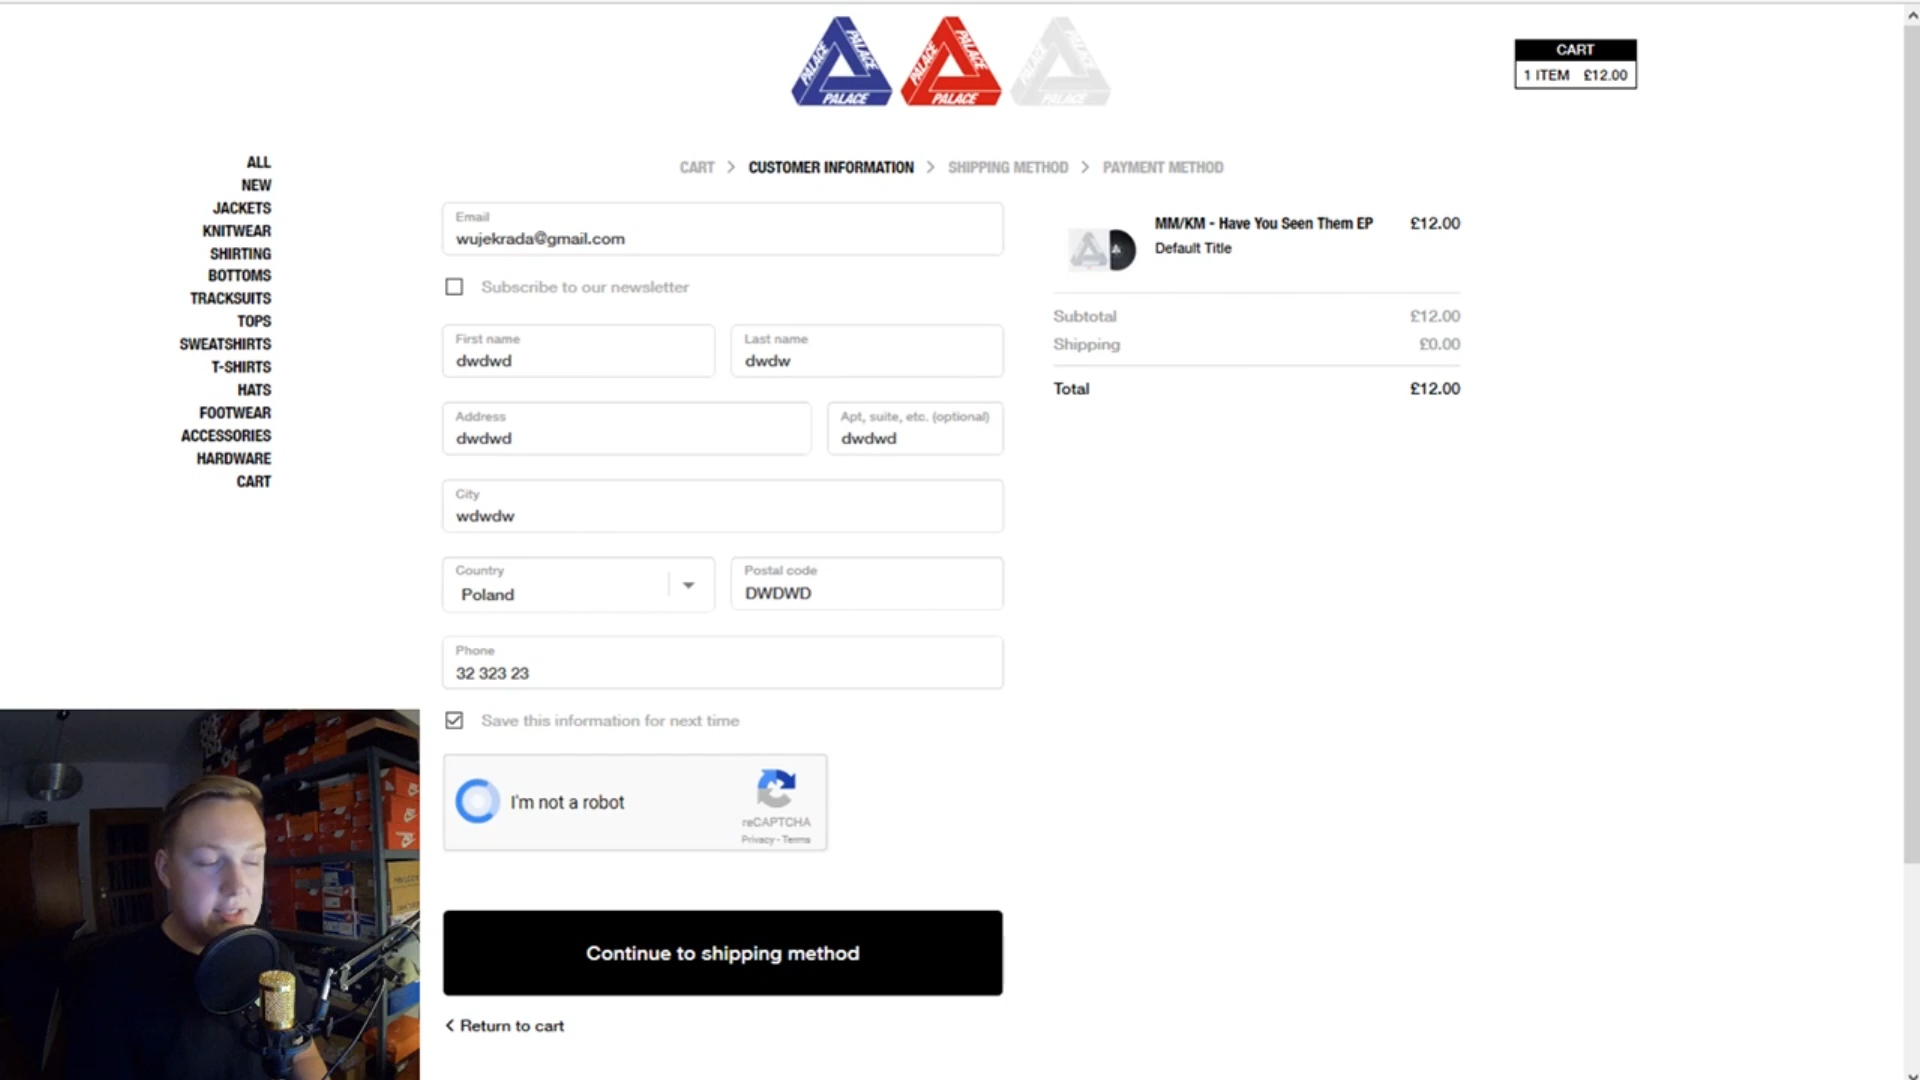 PALACE PALACE PALACE
PALACE PALACE PALACE
PALACE
CART
1 ITEM £12.00
ALL
NEW
JACKETS
KNITWEAR
SHIRTING
BOTTOMS
TRACKSUITS
TOPS
SWEATSHIRTS
T-SHIRTS
HATS
FOOTWEAR
ACCESSORIES
HARDWARE
CART
CART > CUSTOMER INFORMATION > SHIPPING METHOD > PAYMENT METHOD
Email
wujekrada@gmail.com
Subscribe to our newsletter
First name
dwdwd
Last name
dwdw
Address
dwdwd
Apt, suite, etc. (optional)
dwdwd
City
wdwdw
Country
Poland
Postal code
DWDWD
Phone
32 323 23
Save this information for next time
I'm not a robot
reCAPTCHA
Privacy - Terms
Continue to shipping method
< Return to cart
MM/KM - Have You Seen Them EP £12.00
Default Title
Subtotal £12.00
Shipping £0.00
Total £12.00